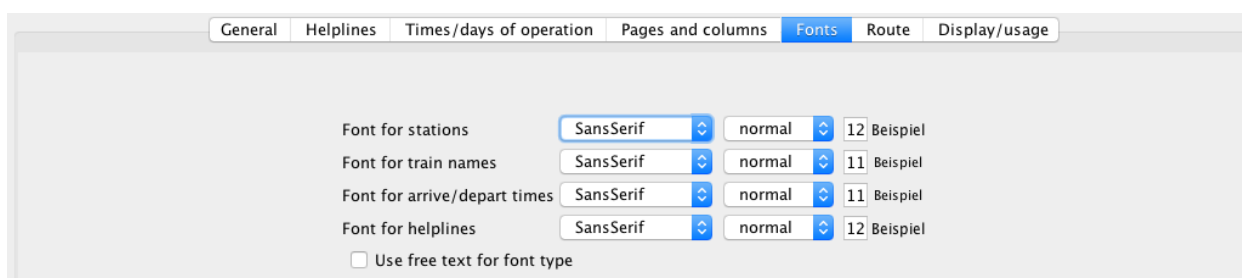 General Helplines Times/days of operation Pages and columns Fonts Route Display/usage
Font for stations SansSerif normal 12 Beispiel
Font for train names SansSerif normal 11 Beispiel
Font for arrive/depart times SansSerif normal 11 Beispiel
Font for helplines SansSerif normal 12 Beispiel
Use free text for font type